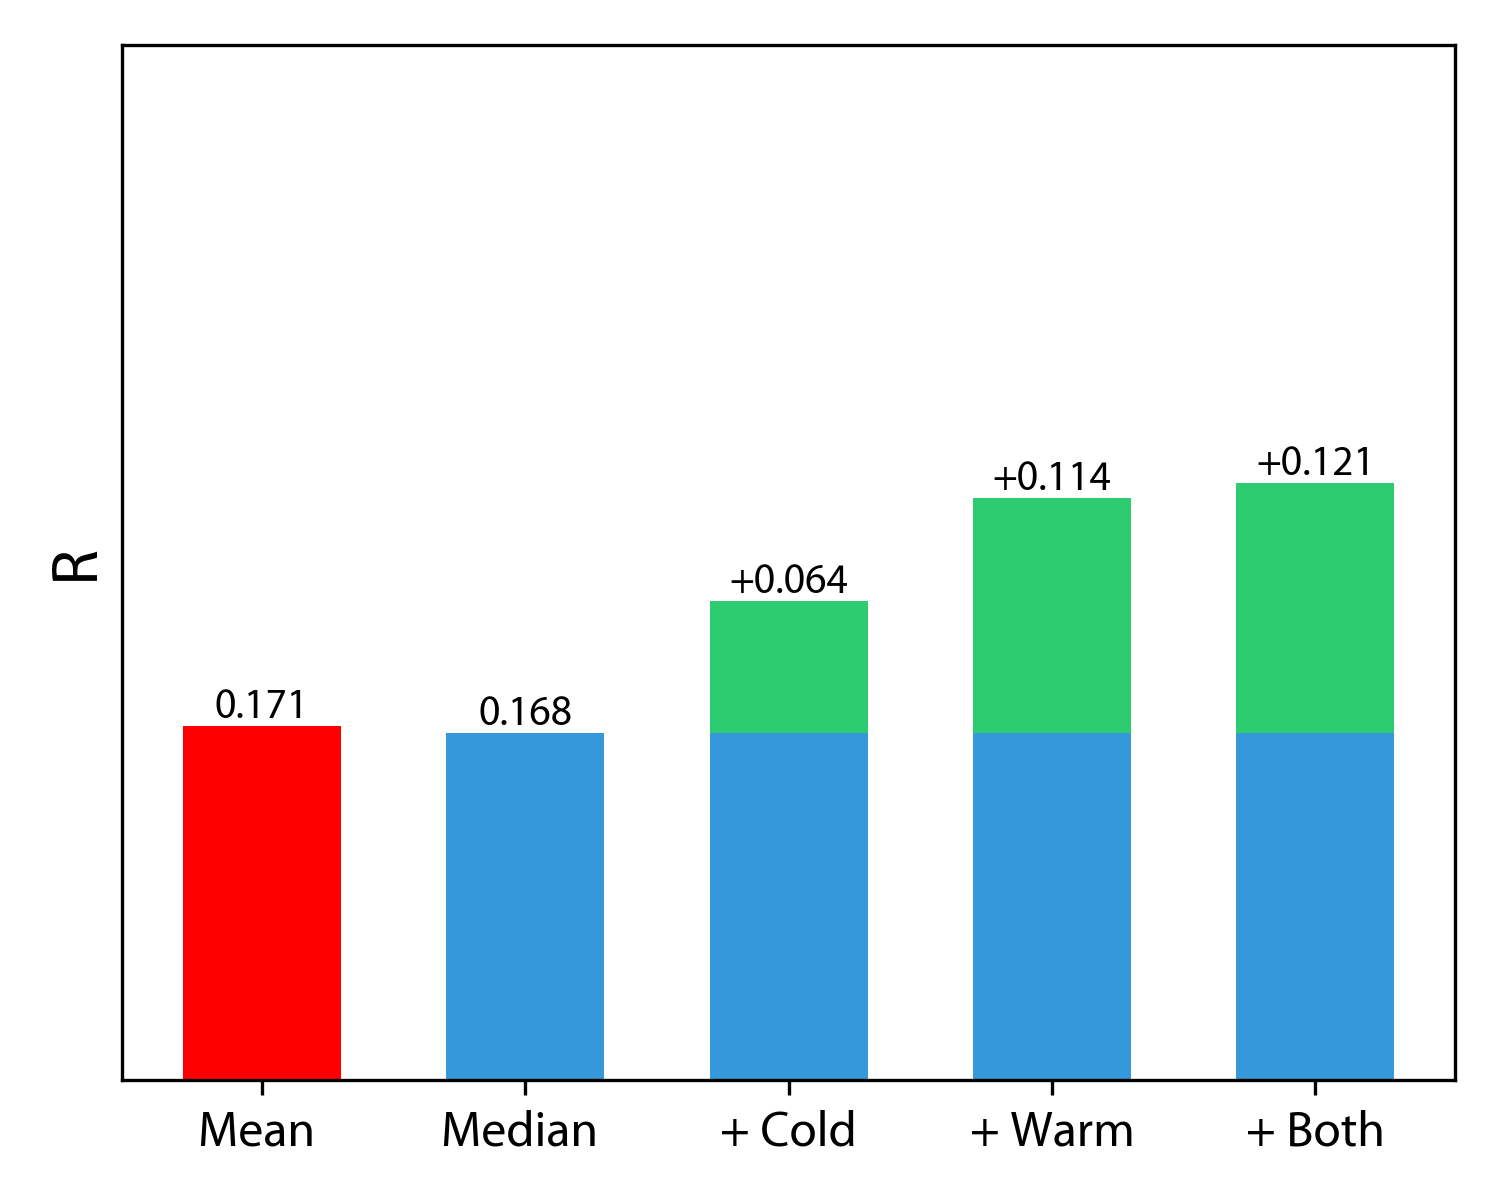 R
0.171
0.168
+0.064
+0.114
+0.121
Mean
Median
+ Cold
+ Warm
+ Both